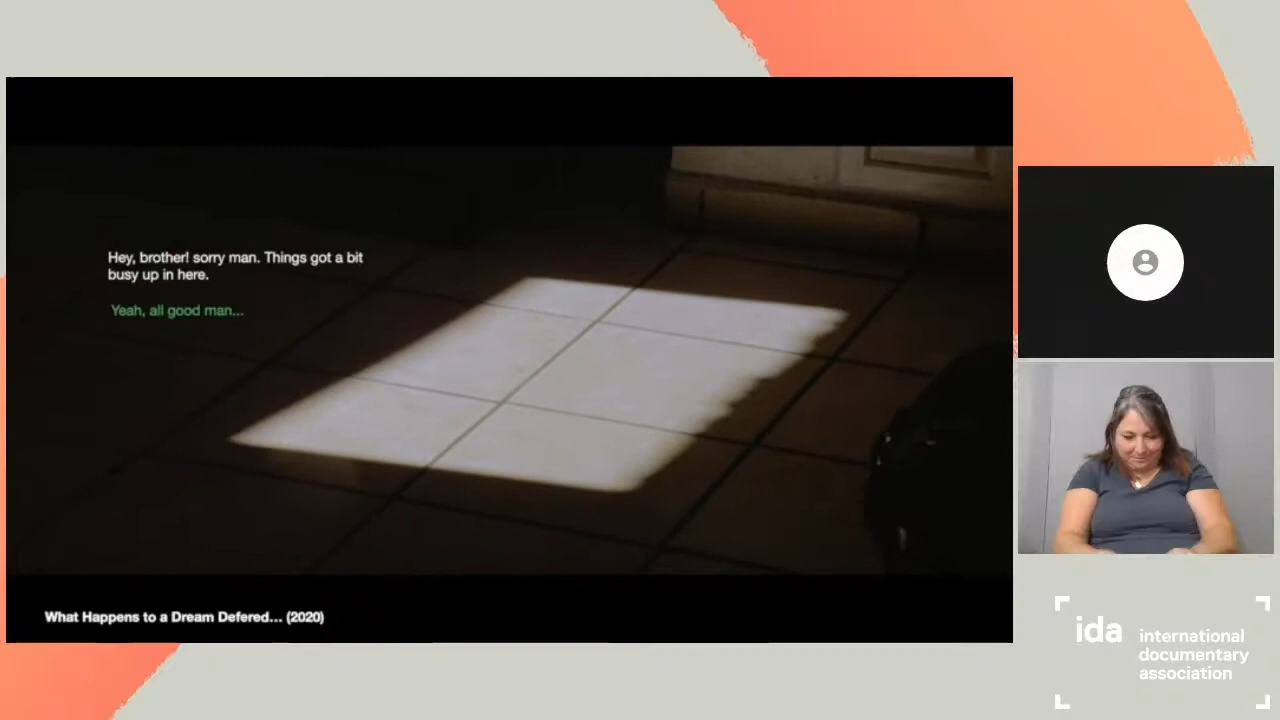 Hey, brother! sorry man. Things got a bit
busy up in here.
Yeah, all good man...
What Happens to a Dream Defered... (2020)
ida international
documentary
association